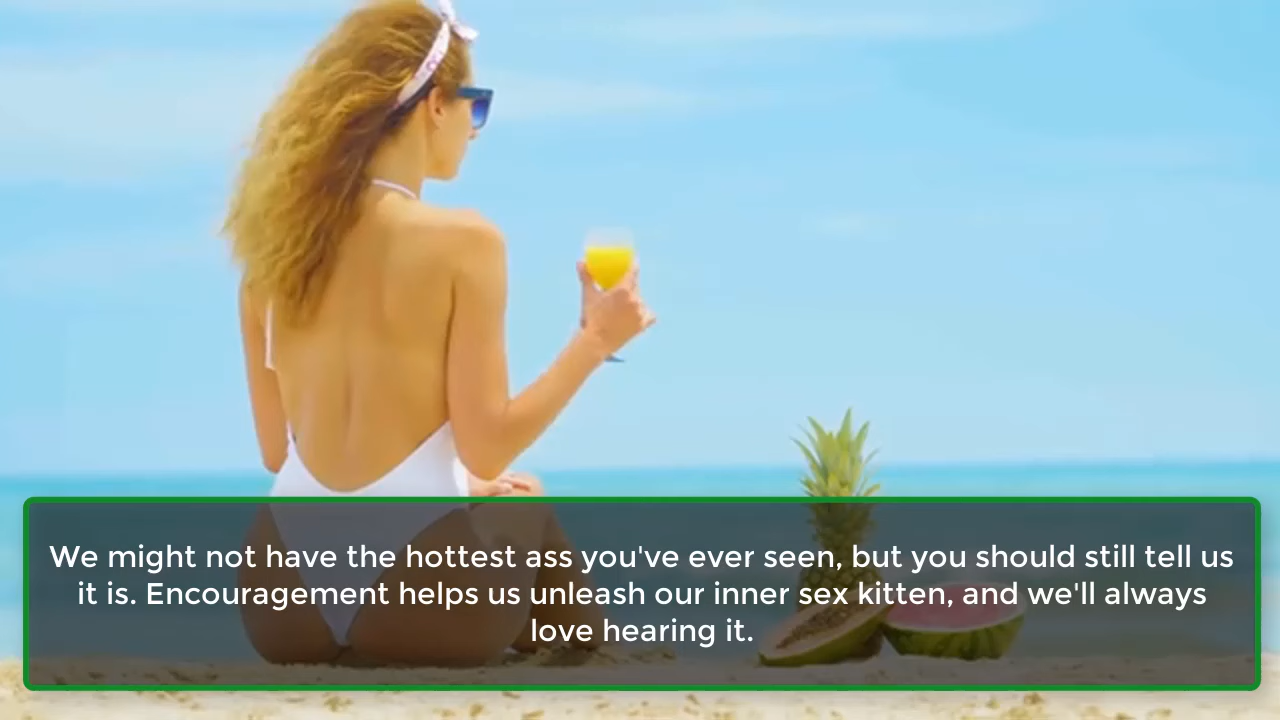 We might not have the hottest ass you've ever seen, but you should still tell us
it is. Encouragement helps us unleash our inner sex kitten, and we'll always
love hearing it.